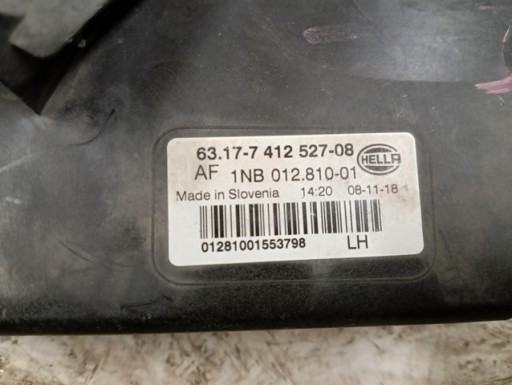 63.17-7 412 527-08
AF 1NB 012.810-01 HELLA
Made in Slovenia 14:20 08-11-18 1
01281001553798 LH